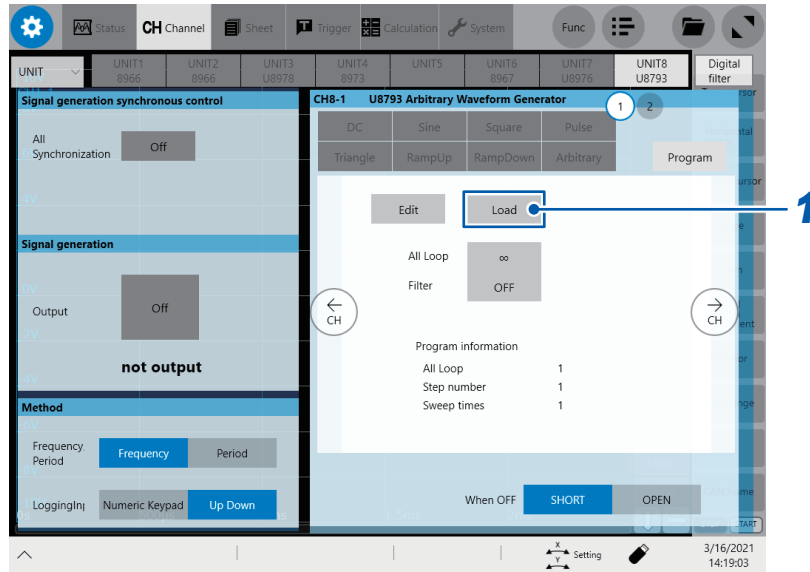 Status CH Channel Sheet Trigger Calculation System Func
UNIT UNIT1 UNIT2 UNIT3 UNIT4 UNIT5 UNIT6 UNIT7 UNIT8 Digital
8966 8966 U8978 8973 8967 U8976 U8793 filter
Signal generation synchronous control
All
Synchronization
Off
4V
Signal generation
0V
Output
Off
not output
Method
Frequency
Period
Frequency Period
LoggingInp
Numeric Keypad Up Down
0s
CH8-1 U8793 Arbitrary Waveform Generator 1 2
DC Sine Square Pulse
Triangle RampUp RampDown Arbitrary Program
Edit Load 1
All Loop ∞
Filter OFF
←
CH
→
CH
Program information
All Loop 1
Step number 1
Sweep times 1
When OFF SHORT OPEN
START
X
Y
Setting
3/16/2021
14:19:03